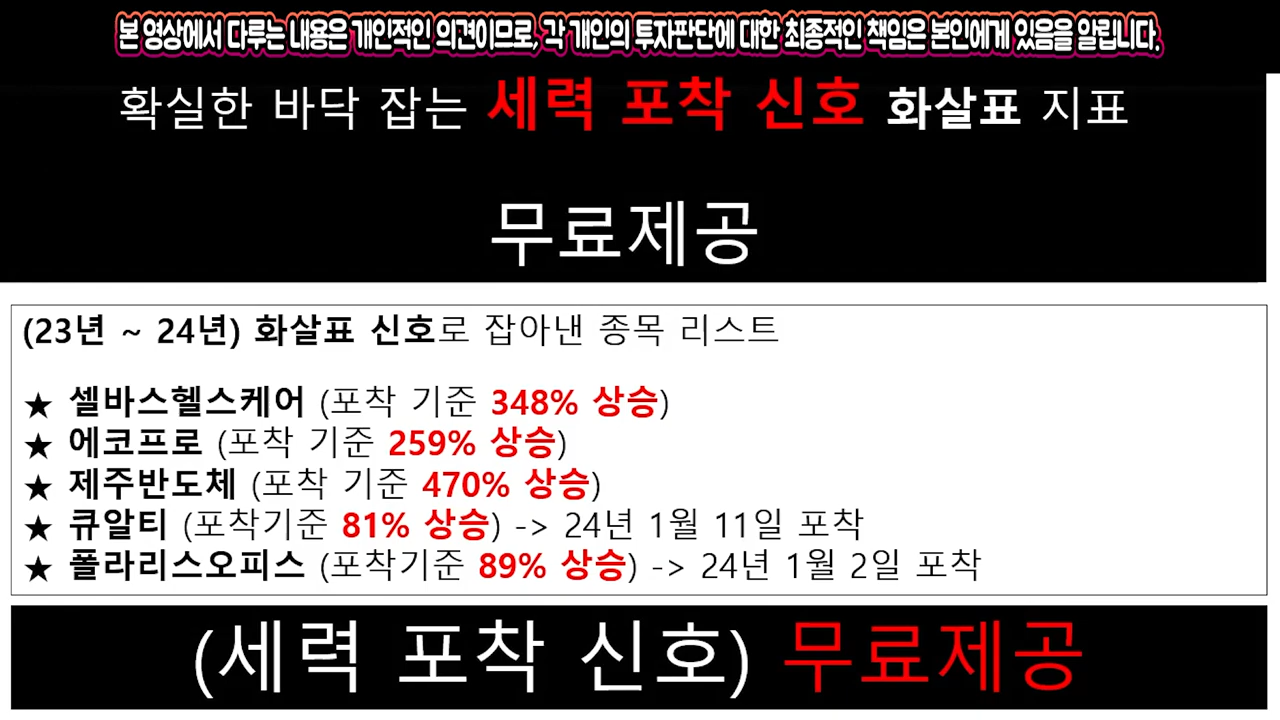 본 영상에서 다루는 내용은 개인적인 의견이므로, 각 개인의 투자판단에 대한 최종적인 책임은 본인에게 있음을 알립니다.
확실한 바닥 잡는 세력 포착 신호 화살표 지표
무료제공
(23년 ~ 24년) 화살표 신호로 잡아낸 종목 리스트
★ 셀바스헬스케어 (포착 기준 348% 상승)
★ 에코프로 (포착 기준 259% 상승)
★ 제주반도체 (포착 기준 470% 상승)
★ 큐알티 (포착기준 81% 상승) -> 24년 1월 11일 포착
★ 폴라리스오피스 (포착기준 89% 상승) -> 24년 1월 2일 포착
(세력 포착 신호) 무료제공